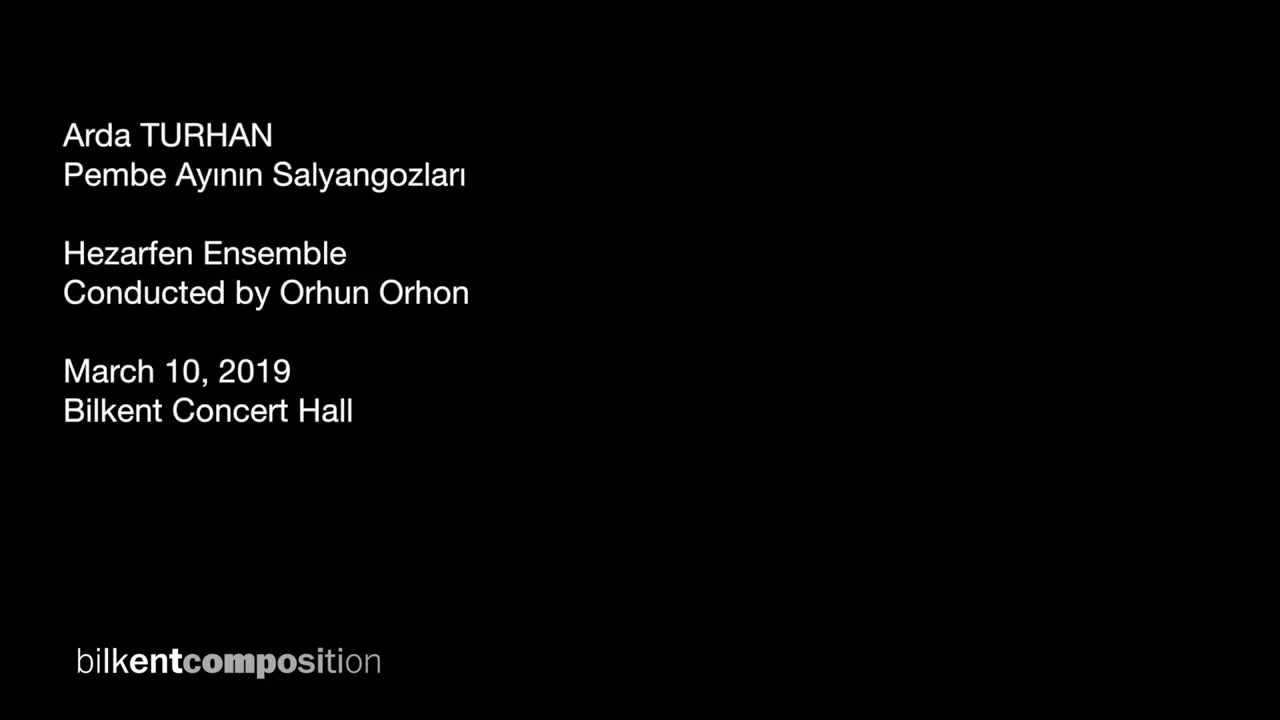 Arda TURHAN
Pembe Ayının Salyangozları
Hezarfen Ensemble
Conducted by Orhun Orhon
March 10, 2019
Bilkent Concert Hall
bilkentcomposition